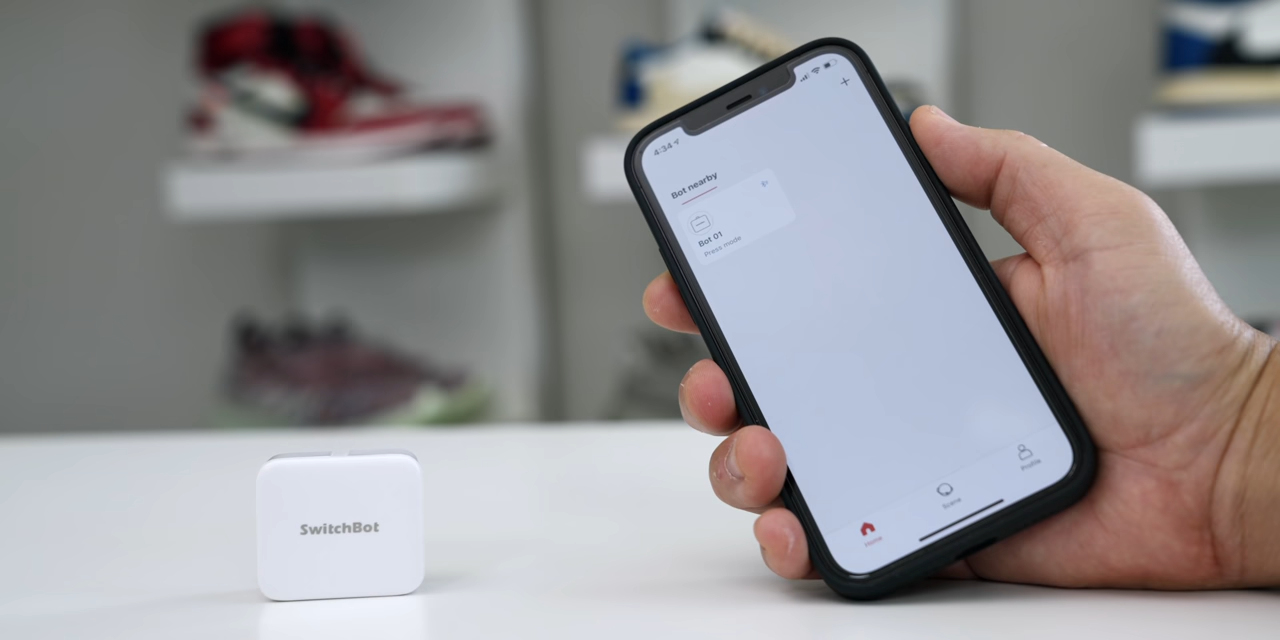 4:34
Bot nearby
Bot 01
Press mode
Home
Scene
Profile
SwitchBot